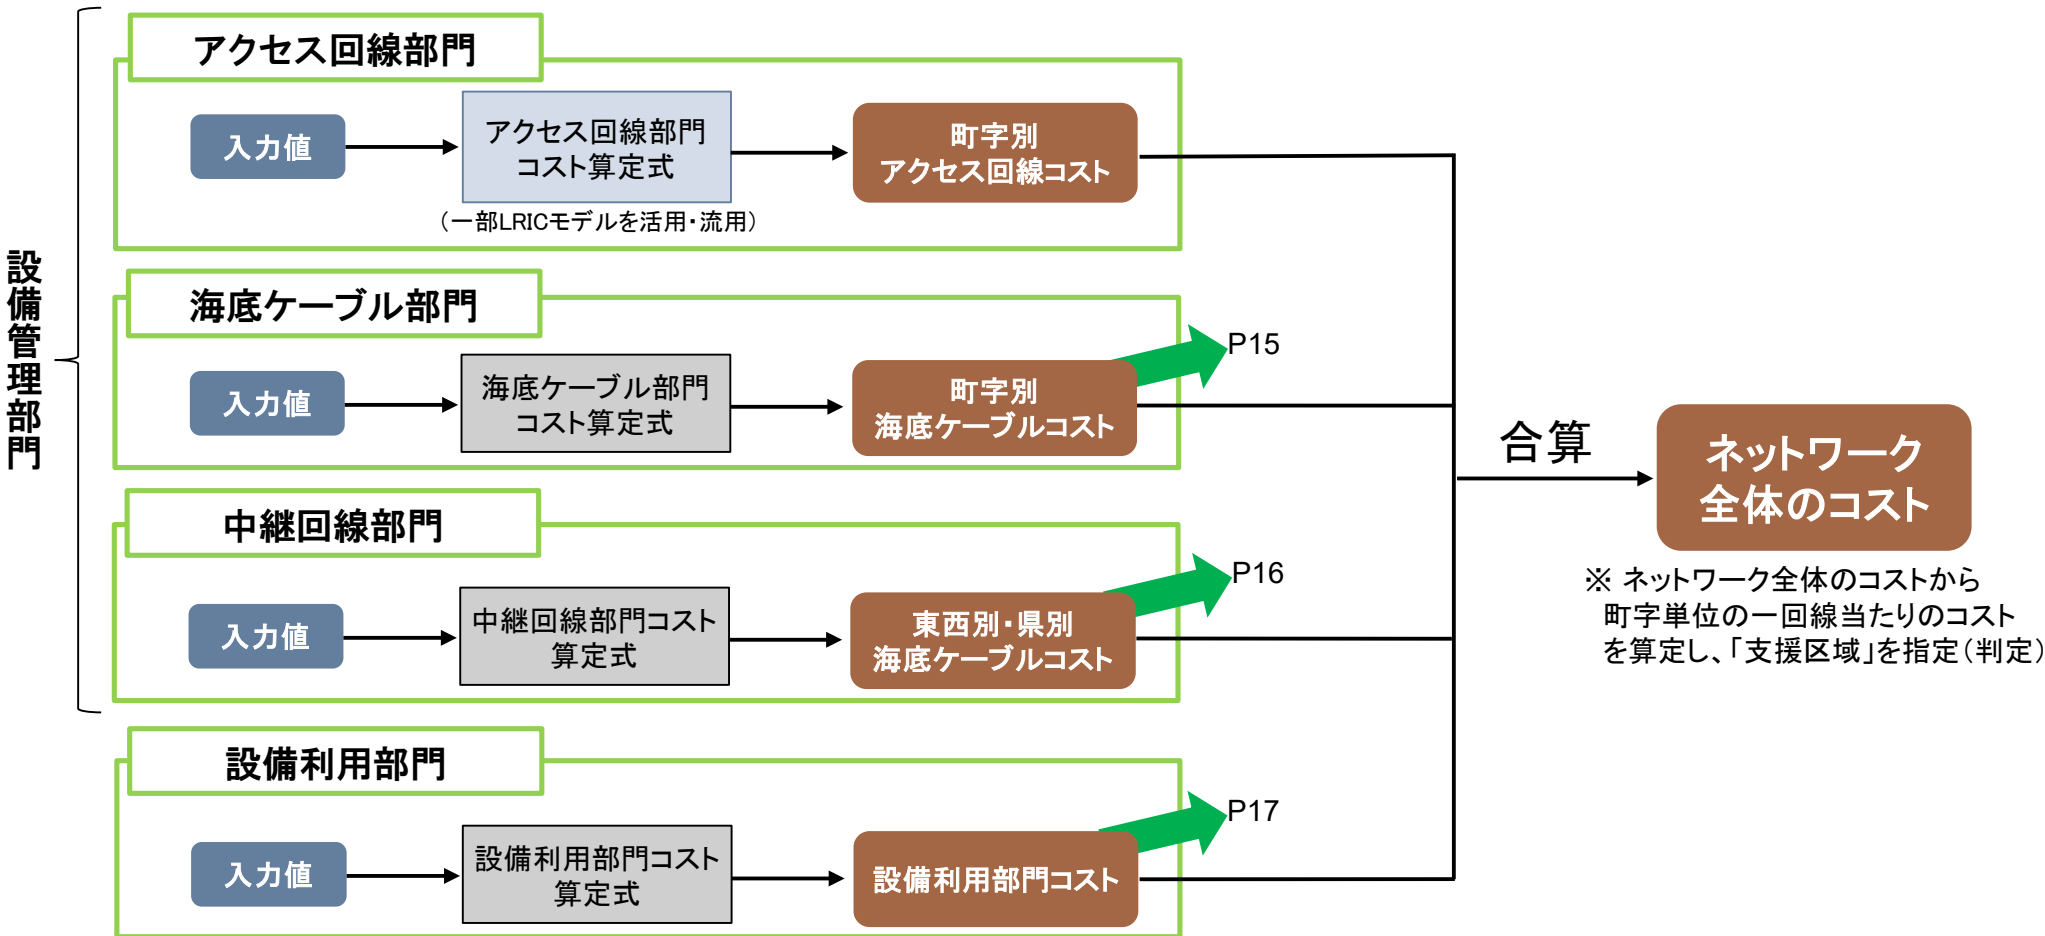 設備管理部門
アクセス回線部門
入力値
アクセス回線部門
コスト算定式
（一部LRICモデルを活用・流用）
町字別
アクセス回線コスト
海底ケーブル部門
入力値
海底ケーブル部門
コスト算定式
町字別
海底ケーブルコスト
P15
中継回線部門
入力値
中継回線部門コスト
算定式
東西別・県別
海底ケーブルコスト
P16
設備利用部門
入力値
設備利用部門コスト
算定式
設備利用部門コスト
P17
合算
ネットワーク
全体のコスト
※ ネットワーク全体のコストから
町字単位の一回線当たりのコスト
を算定し、「支援区域」を指定（判定）